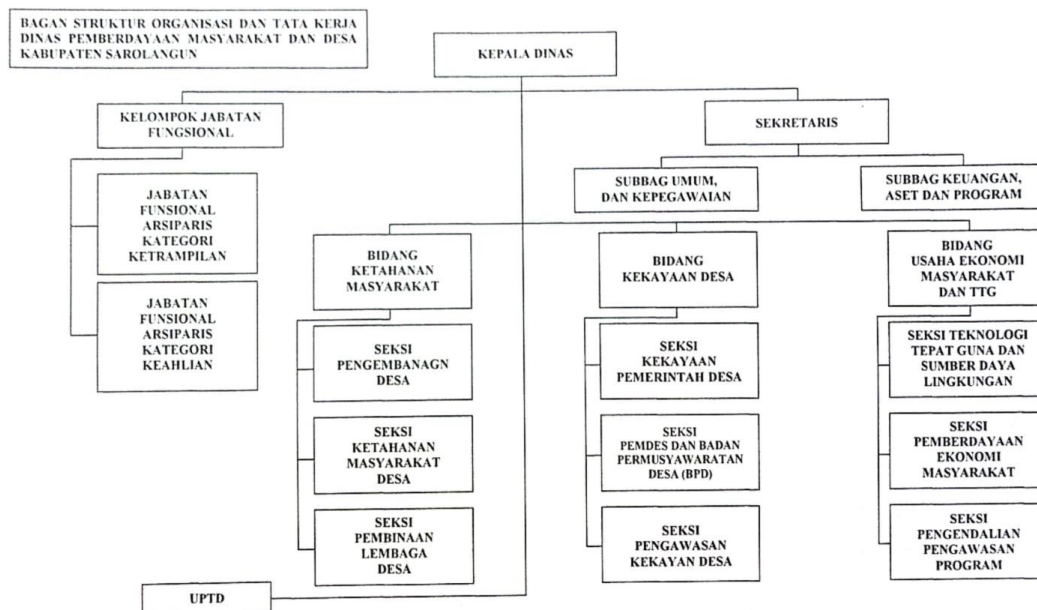 BAGAN STRUKTUR ORGANISASI DAN TATA KERJA
DINAS PEMBERDAYAAN MASYARAKAT DAN DESA
KABUPATEN SAROLANGUN
KEPALA DINAS
KELOMPOK JABATAN
FUNGSIONAL
SEKRETARIS
JABATAN
FUNSIONAL
ARSIPARIS
KATEGORI
KETRAMPILAN
SUBBAG UMUM,
DAN KEPEGAWAIAN
SUBBAG KEUANGAN,
ASET DAN PROGRAM
JABATAN
FUNSIONAL
ARSIPARIS
KATEGORI
KEAHLIAN
BIDANG
KETAHANAN
MASYARAKAT
BIDANG
KEKAYAAN DESA
BIDANG
USAHA EKONOMI
MASYARAKAT
DAN TTG
SEKSI
PENGEMBANAGN
DESA
SEKSI
KEKAYAAN
PEMERINTAH DESA
SEKSI TEKNOLOGI
TEPAT GUNA DAN
SUMBER DAYA
LINGKUNGAN
SEKSI
KETAHANAN
MASYARAKAT
DESA
SEKSI
PEMDES DAN BADAN
PERMUSYAWARATAN
DESA (BPD)
SEKSI
PEMBERDAYAAN
EKONOMI
MASYARAKAT
SEKSI
PEMBINAAN
LEMBAGA
DESA
SEKSI
PENGAWASAN
KEKAYAN DESA
SEKSI
PENGENDALIAN
PENGAWASAN
PROGRAM
UPTD